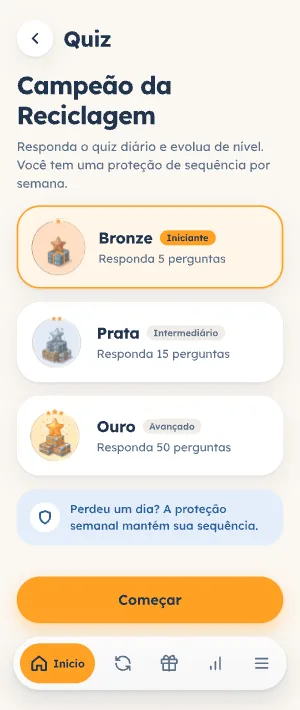 Quiz
Campeão da
Reciclagem
Responda o quiz diário e evolua de nível.
Você tem uma proteção de sequência por
semana.
Bronze Iniciante
Responda 5 perguntas
Prata Intermediário
Responda 15 perguntas
Ouro Avançado
Responda 50 perguntas
Perdeu um dia? A proteção
semanal mantém sua sequência.
Começar
Início